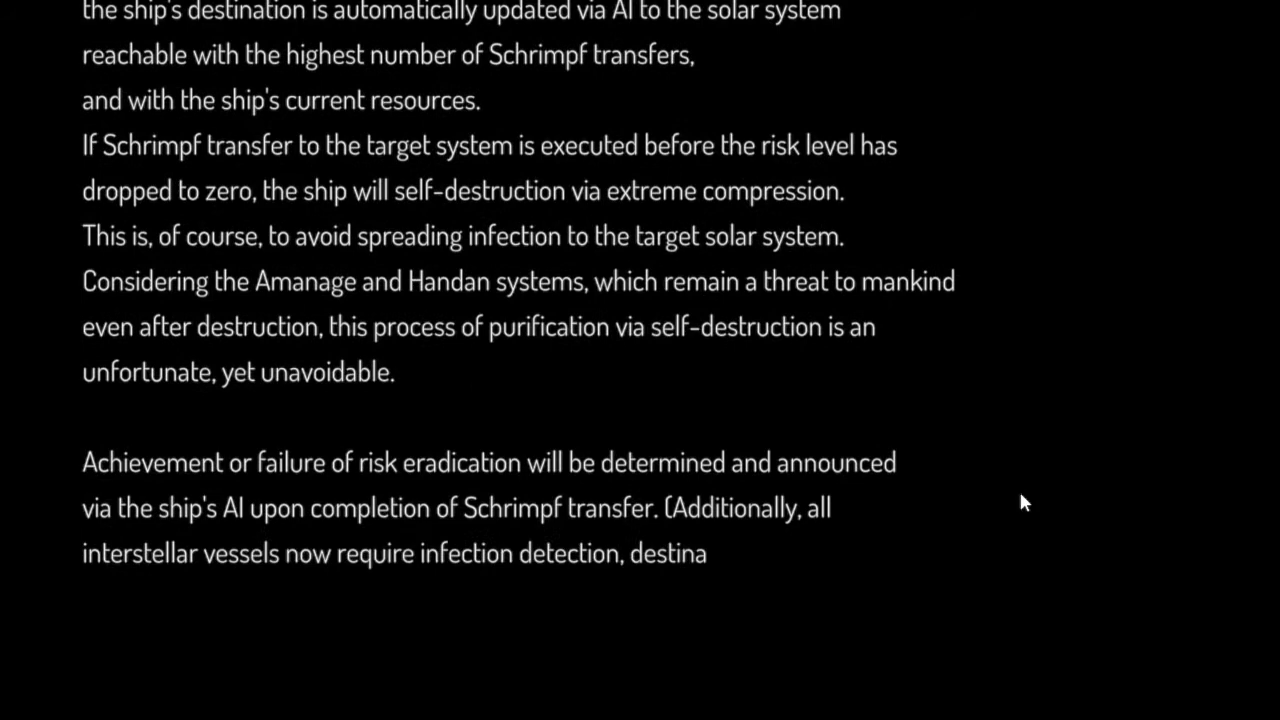 the ship's destination is automatically updated via AI to the solar system
reachable with the highest number of Schrimpf transfers,
and with the ship's current resources.
If Schrimpf transfer to the target system is executed before the risk level has
dropped to zero, the ship will self-destruction via extreme compression.
This is, of course, to avoid spreading infection to the target solar system.
Considering the Amanage and Handan systems, which remain a threat to mankind
even after destruction, this process of purification via self-destruction is an
unfortunate, yet unavoidable.
Achievement or failure of risk eradication will be determined and announced
via the ship's AI upon completion of Schrimpf transfer. (Additionally, all
interstellar vessels now require infection detection, destina